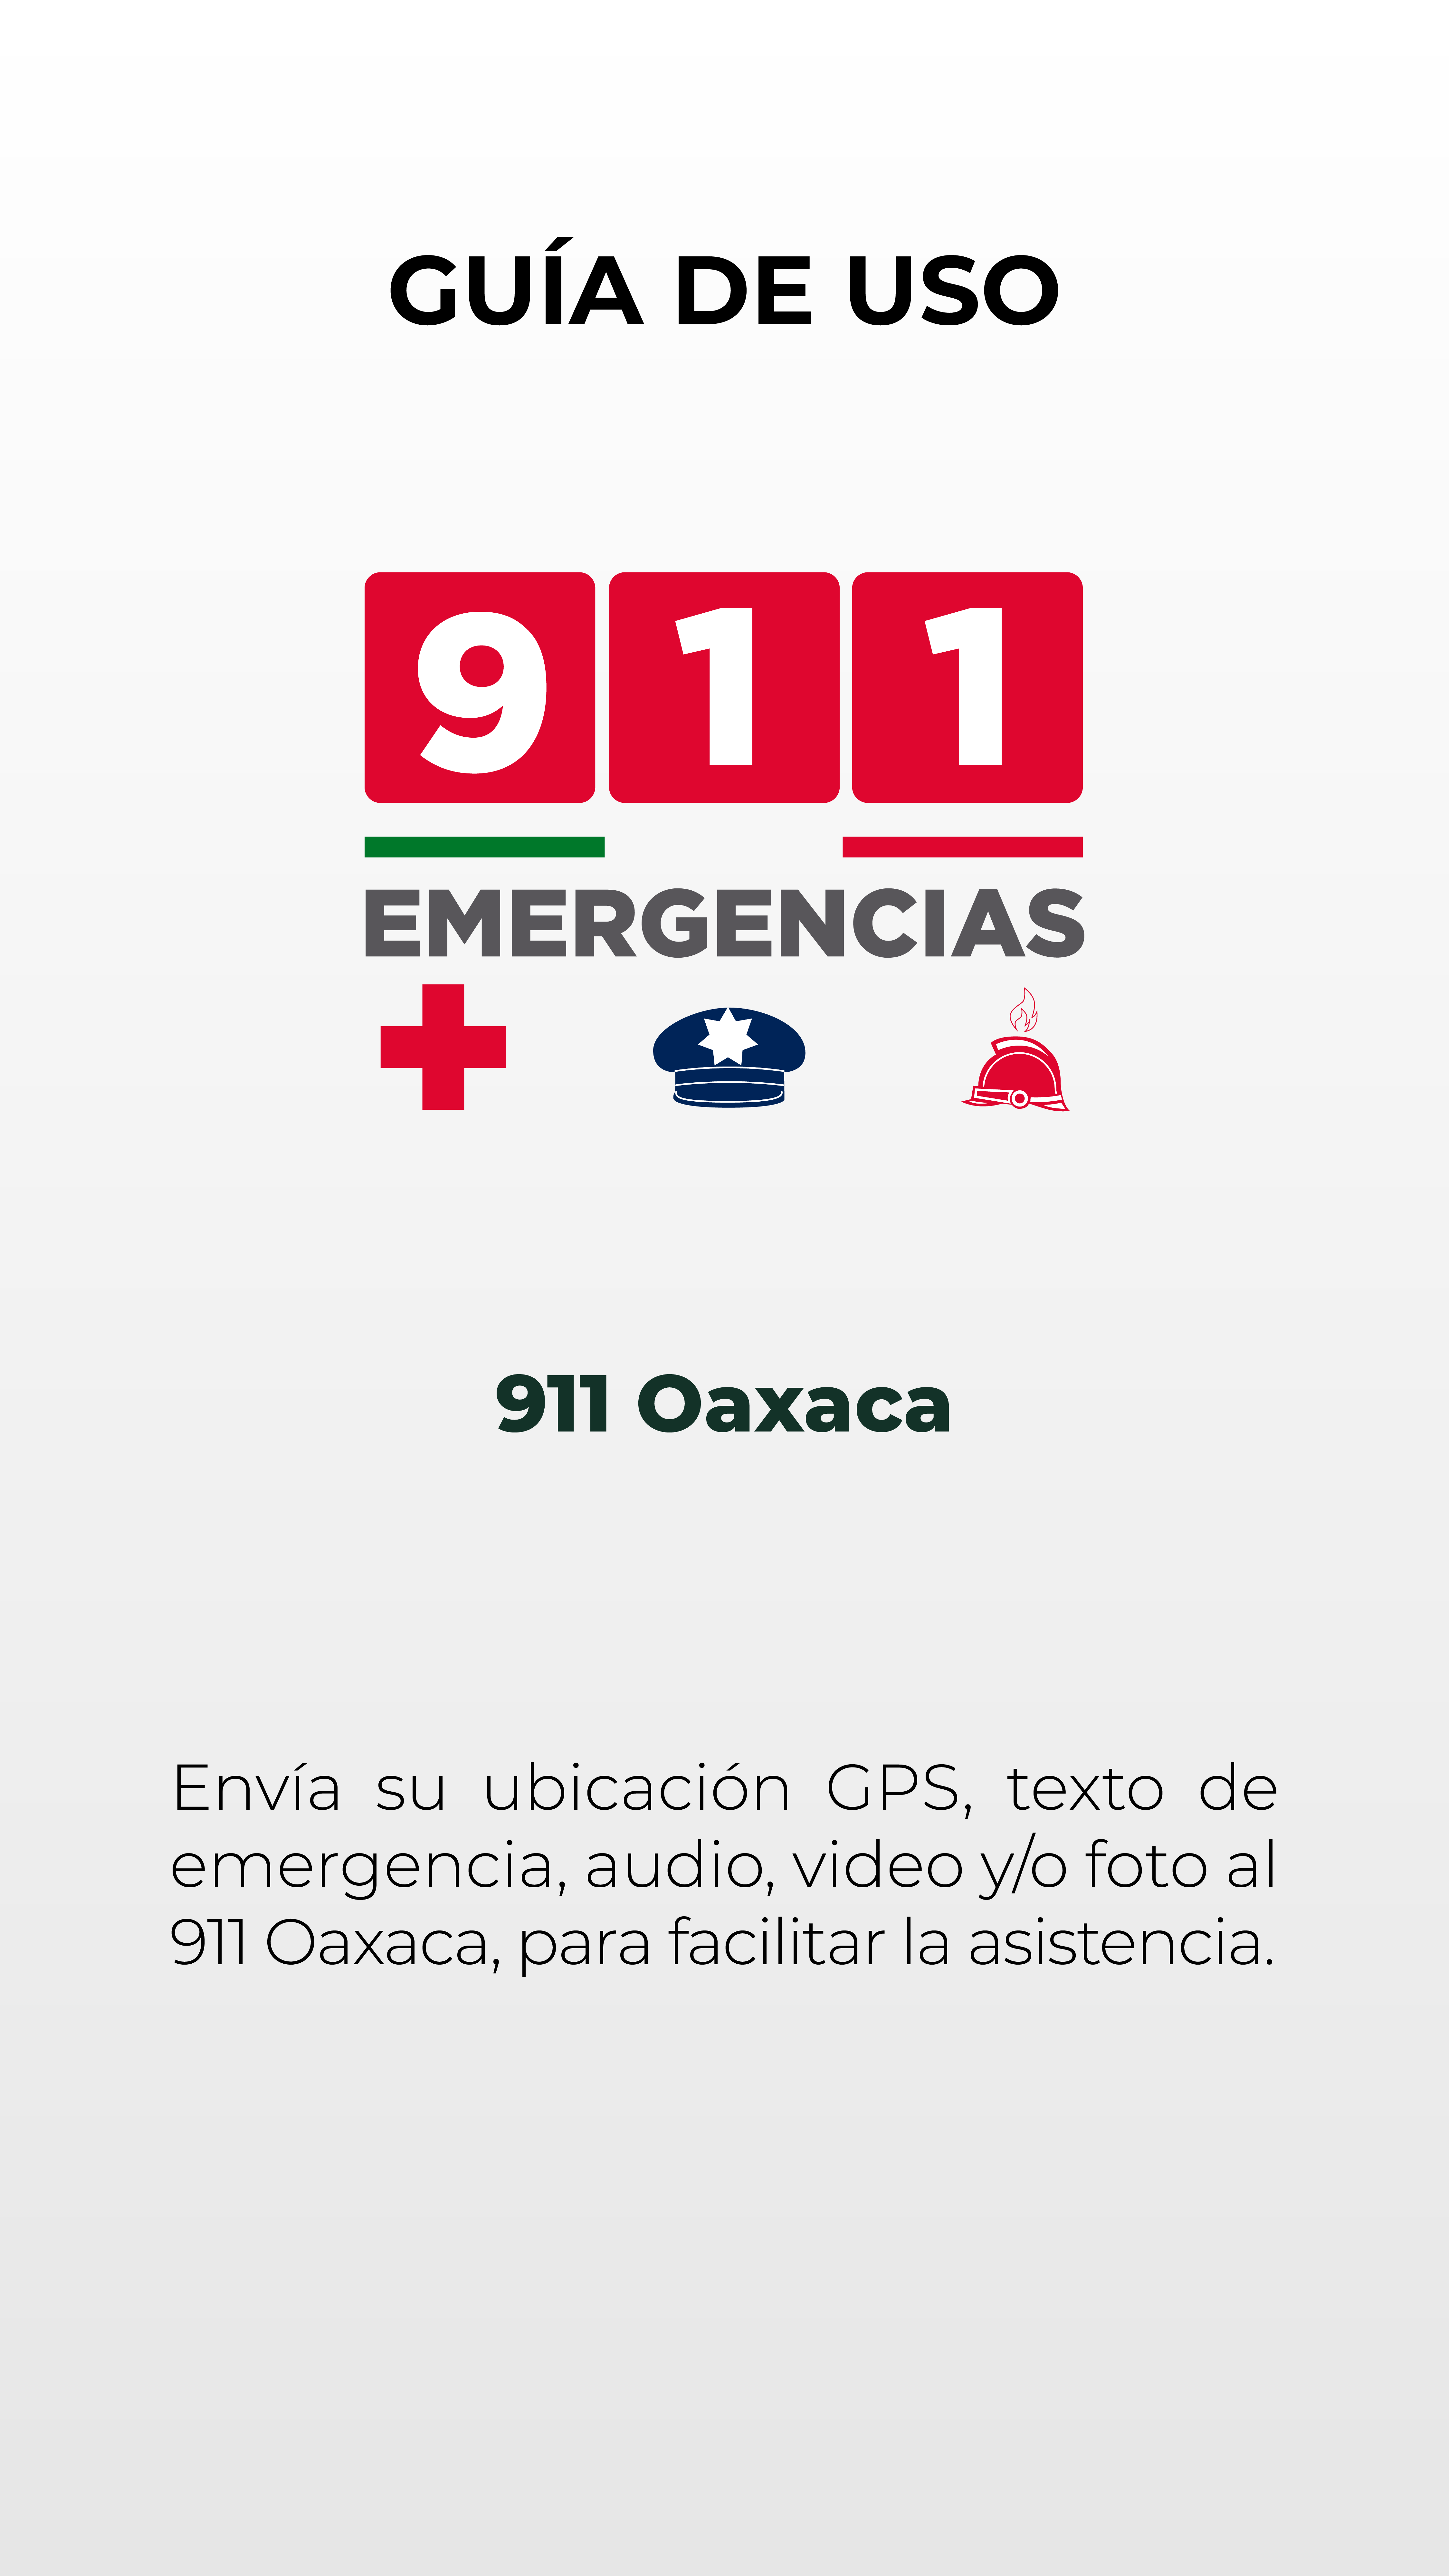 GUÍA DE USO
911
EMERGENCIAS
911 Oaxaca
Envía su ubicación GPS, texto de
emergencia, audio, video y/o foto al
911 Oaxaca, para facilitar la asistencia.